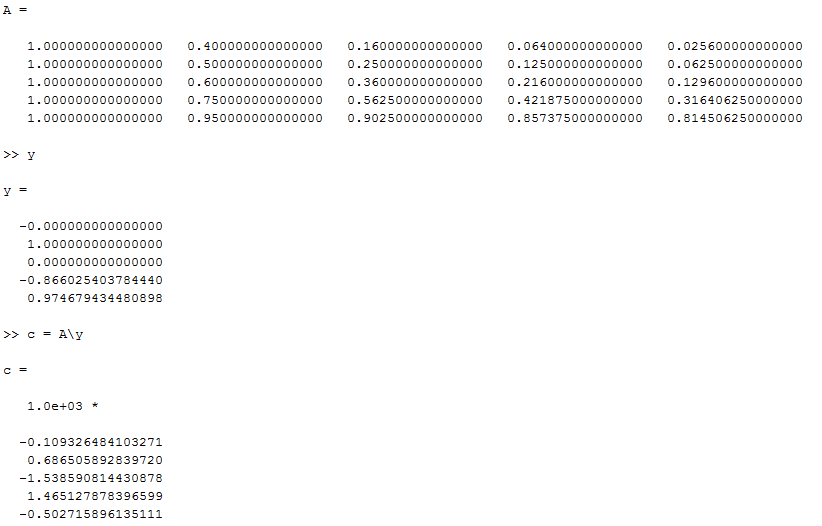 A =
1.000000000000000 0.400000000000000 0.160000000000000 0.064000000000000 0.025600000000000
1.000000000000000 0.500000000000000 0.250000000000000 0.125000000000000 0.062500000000000
1.000000000000000 0.600000000000000 0.360000000000000 0.216000000000000 0.129600000000000
1.000000000000000 0.750000000000000 0.562500000000000 0.421875000000000 0.316406250000000
1.000000000000000 0.950000000000000 0.902500000000000 0.857375000000000 0.814506250000000
>> y
y =
-0.000000000000000
1.000000000000000
0.000000000000000
-0.866025403784440
0.974679434480898
>> c = A\y
c =
1.0e+03 *
-0.109326484103271
0.686505892839720
-1.538590814430878
1.465127878396599
-0.502715896135111